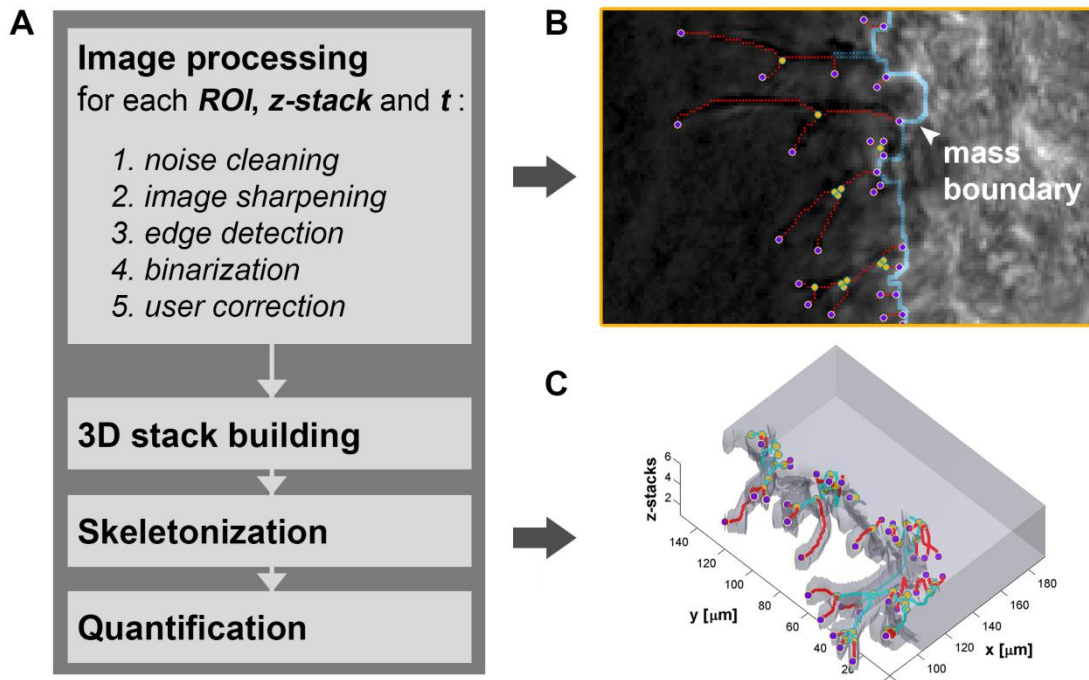 A
Image processing
for each ROI, z-stack and t :
1. noise cleaning
2. image sharpening
3. edge detection
4. binarization
5. user correction
3D stack building
Skeletonization
Quantification
B
mass
boundary
C
z-stacks
6
4
2
140
120
100
80
60
40
20
y [μm]
100
120
140
160
180
x [μm]